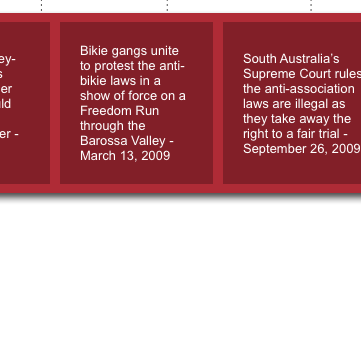 ey-
s
er
ld
er -
Bikie gangs unite
to protest the anti-
bikie laws in a
show of force on a
Freedom Run
through the
Barossa Valley -
March 13, 2009
South Australia's
Supreme Court rules
the anti-association
laws are illegal as
they take away the
right to a fair trial -
September 26, 2009